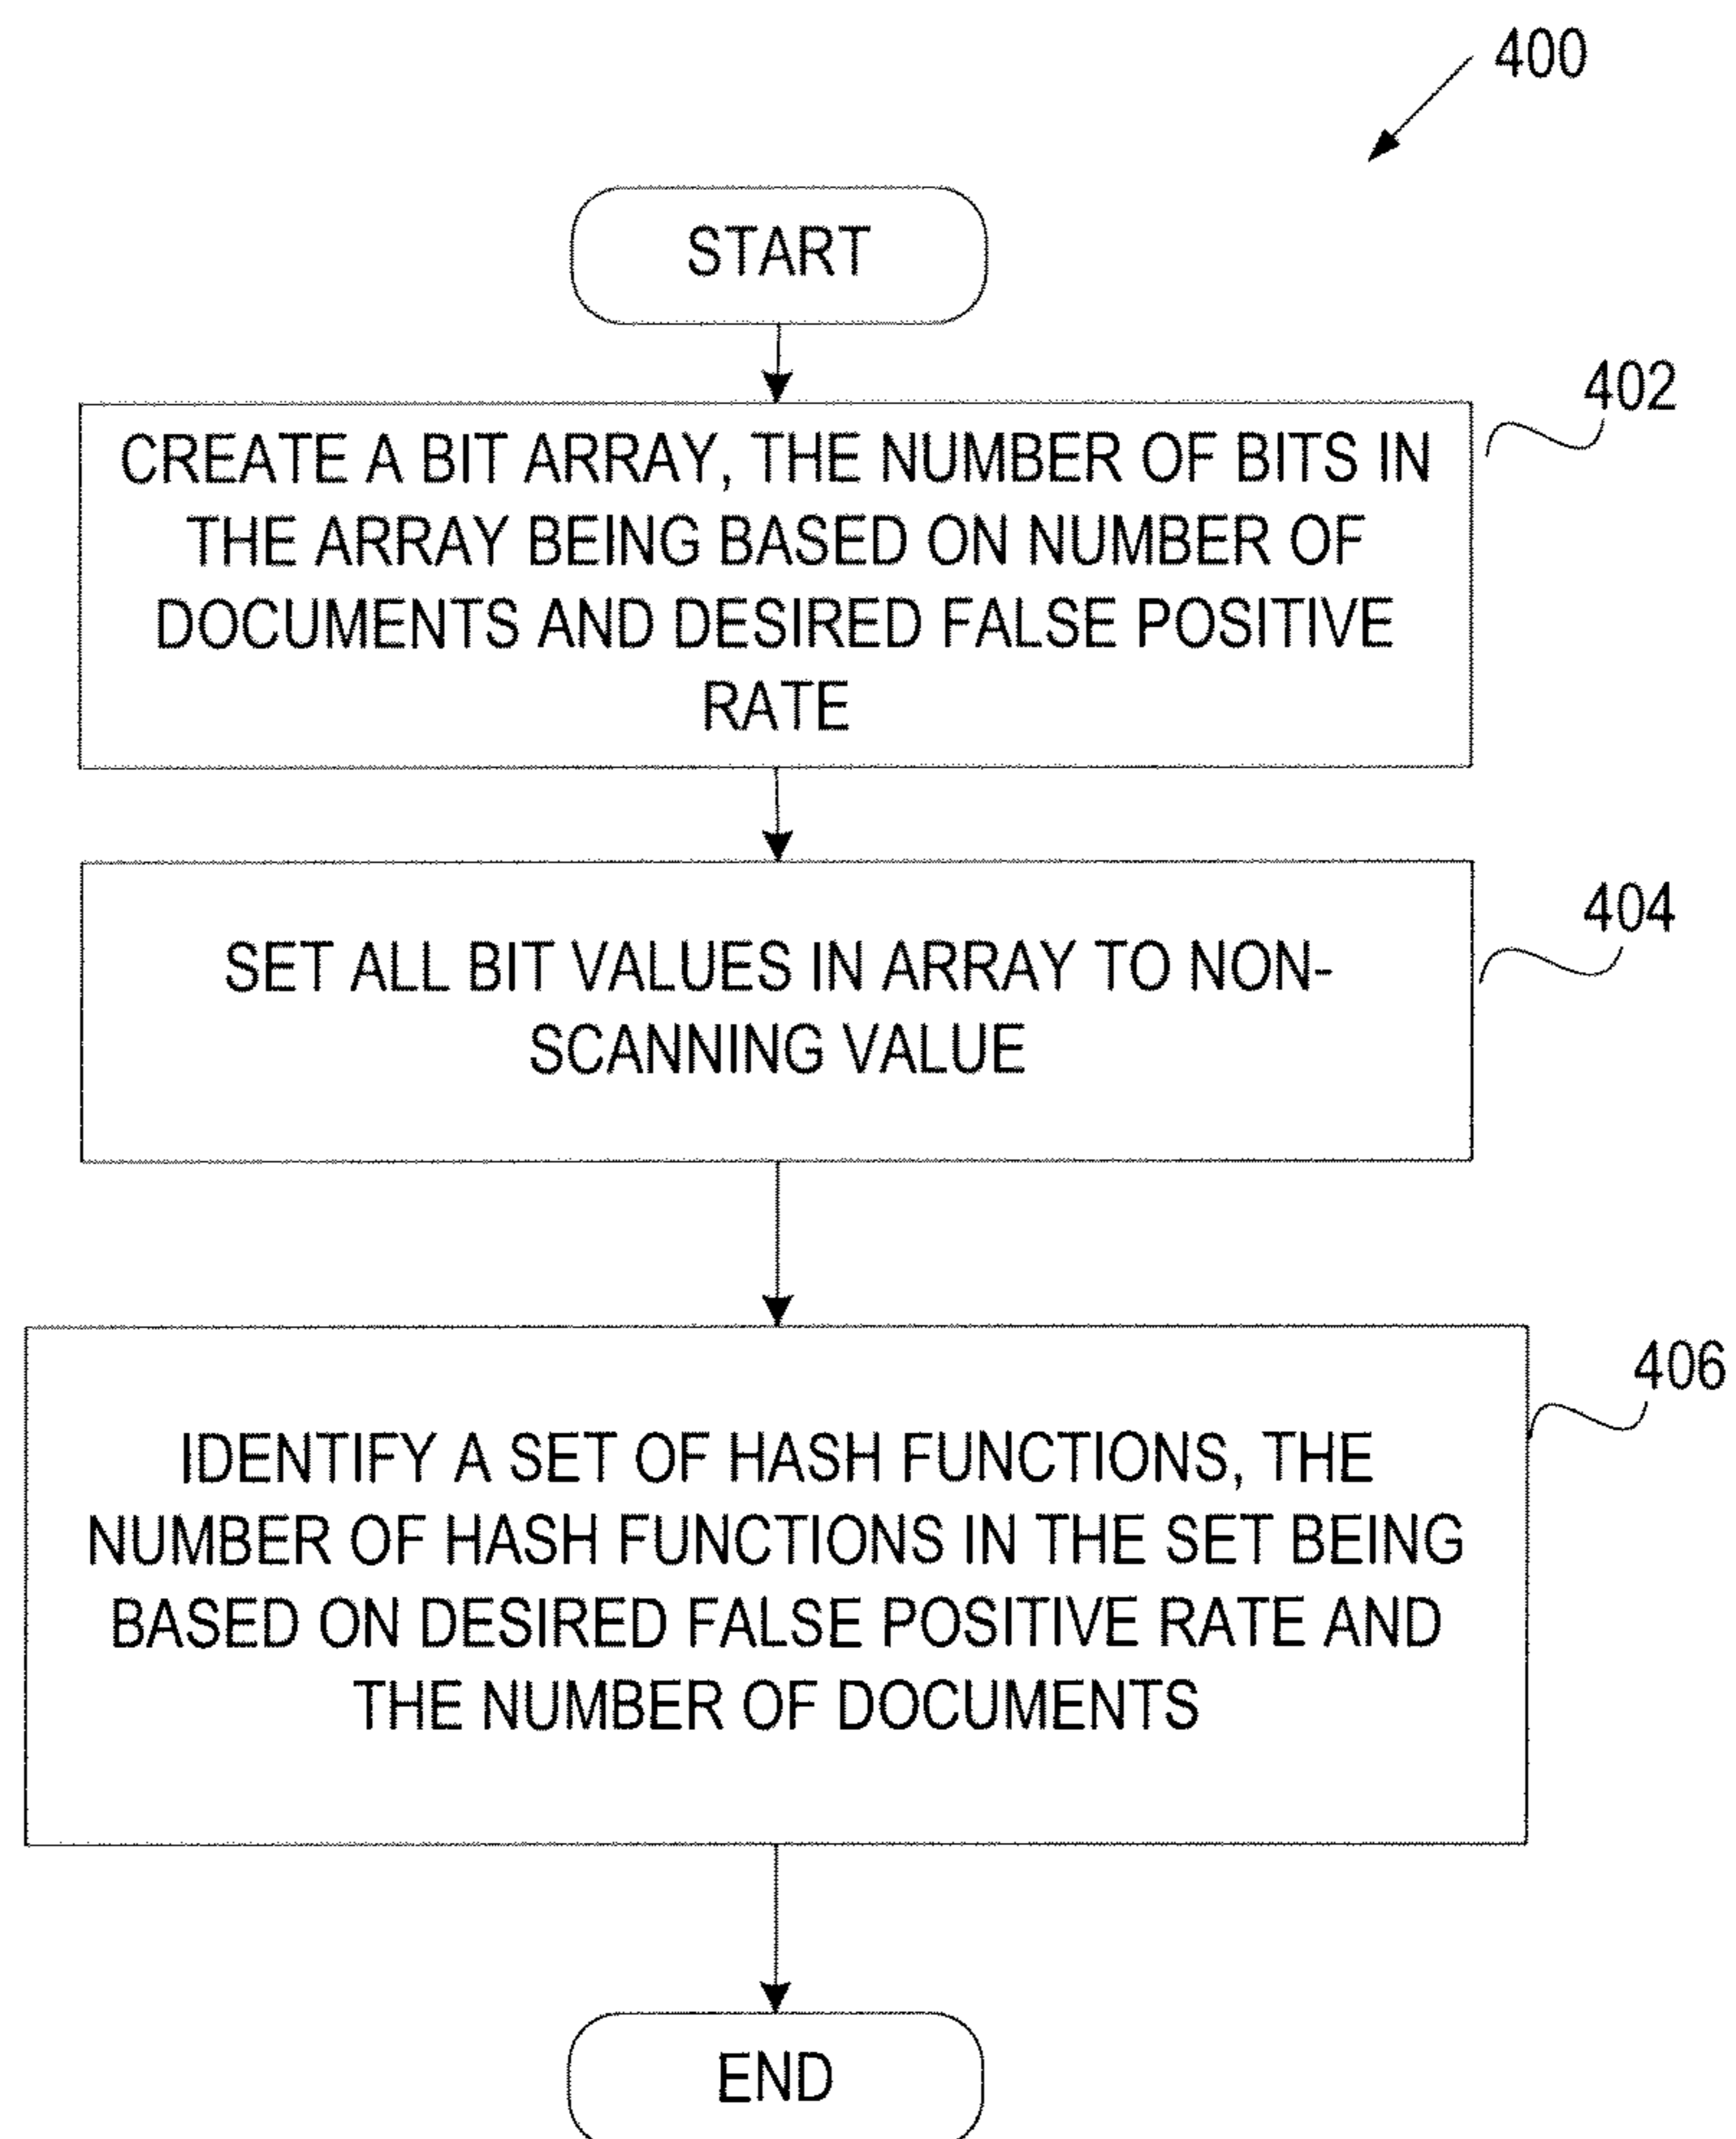 400
START
402
CREATE A BIT ARRAY, THE NUMBER OF BITS IN
THE ARRAY BEING BASED ON NUMBER OF
DOCUMENTS AND DESIRED FALSE POSITIVE
RATE
404
SET ALL BIT VALUES IN ARRAY TO NON-
SCANNING VALUE
406
IDENTIFY A SET OF HASH FUNCTIONS, THE
NUMBER OF HASH FUNCTIONS IN THE SET BEING
BASED ON DESIRED FALSE POSITIVE RATE AND
THE NUMBER OF DOCUMENTS
END